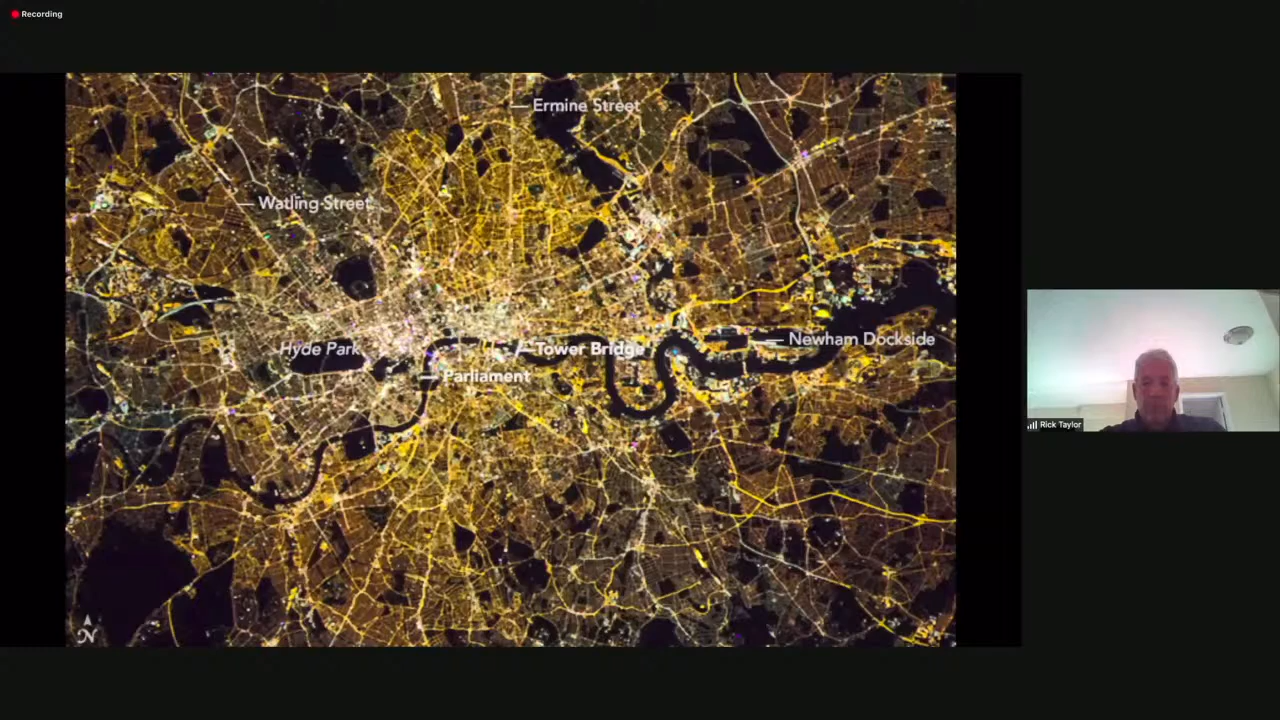 Recording
Ermine Street
Watling Street
Newham Dockside
Hyde Park
Tower Bridge
Parliament
Rick Taylor
N